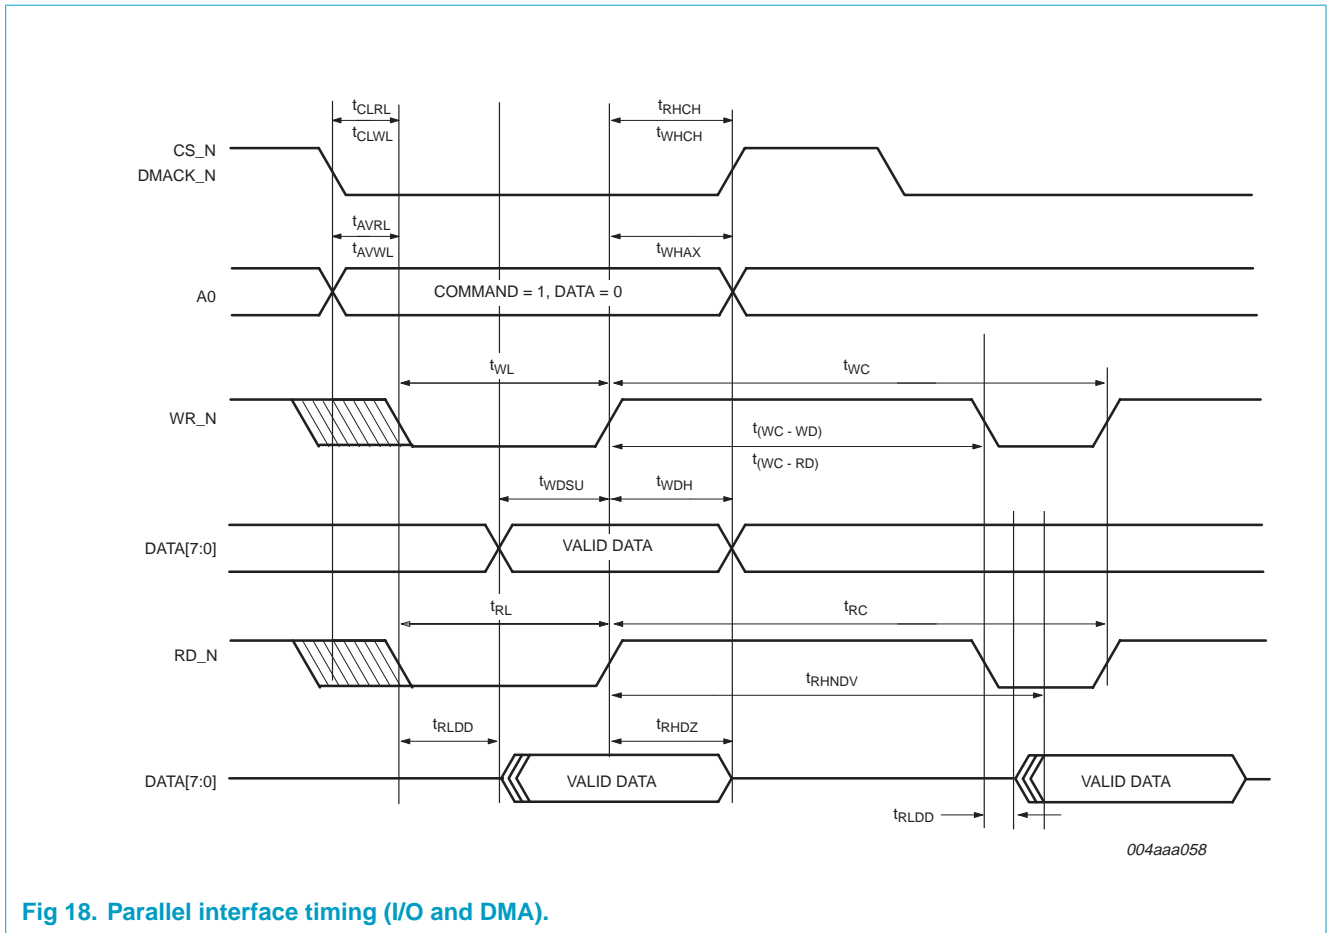 tCLRL
tRHCH
tCLWL
tWHCH
CS_N
DMACK_N
tAVRL
tAVWL
tWHAX
A0
COMMAND = 1, DATA = 0
tWL
tWC
WR_N
t(WC - WD)
t(WC - RD)
tWDSU
tWDH
DATA[7:0]
VALID DATA
tRL
tRC
RD_N
tRHNDV
tRLDD
tRHDZ
DATA[7:0]
VALID DATA
VALID DATA
tRLDD
004aaa058
Fig 18. Parallel interface timing (I/O and DMA).